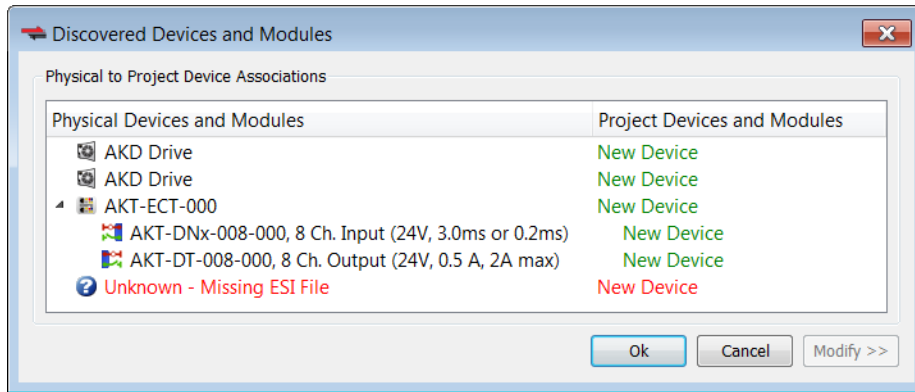 Discovered Devices and Modules
Physical to Project Device Associations
Physical Devices and Modules Project Devices and Modules
AKD Drive New Device
AKD Drive New Device
AKT-ECT-000 New Device
AKT-DNx-008-000, 8 Ch. Input (24V, 3.0ms or 0.2ms) New Device
AKT-DT-008-000, 8 Ch. Output (24V, 0.5 A, 2A max) New Device
Unknown - Missing ESI File New Device
Ok Cancel Modify >>